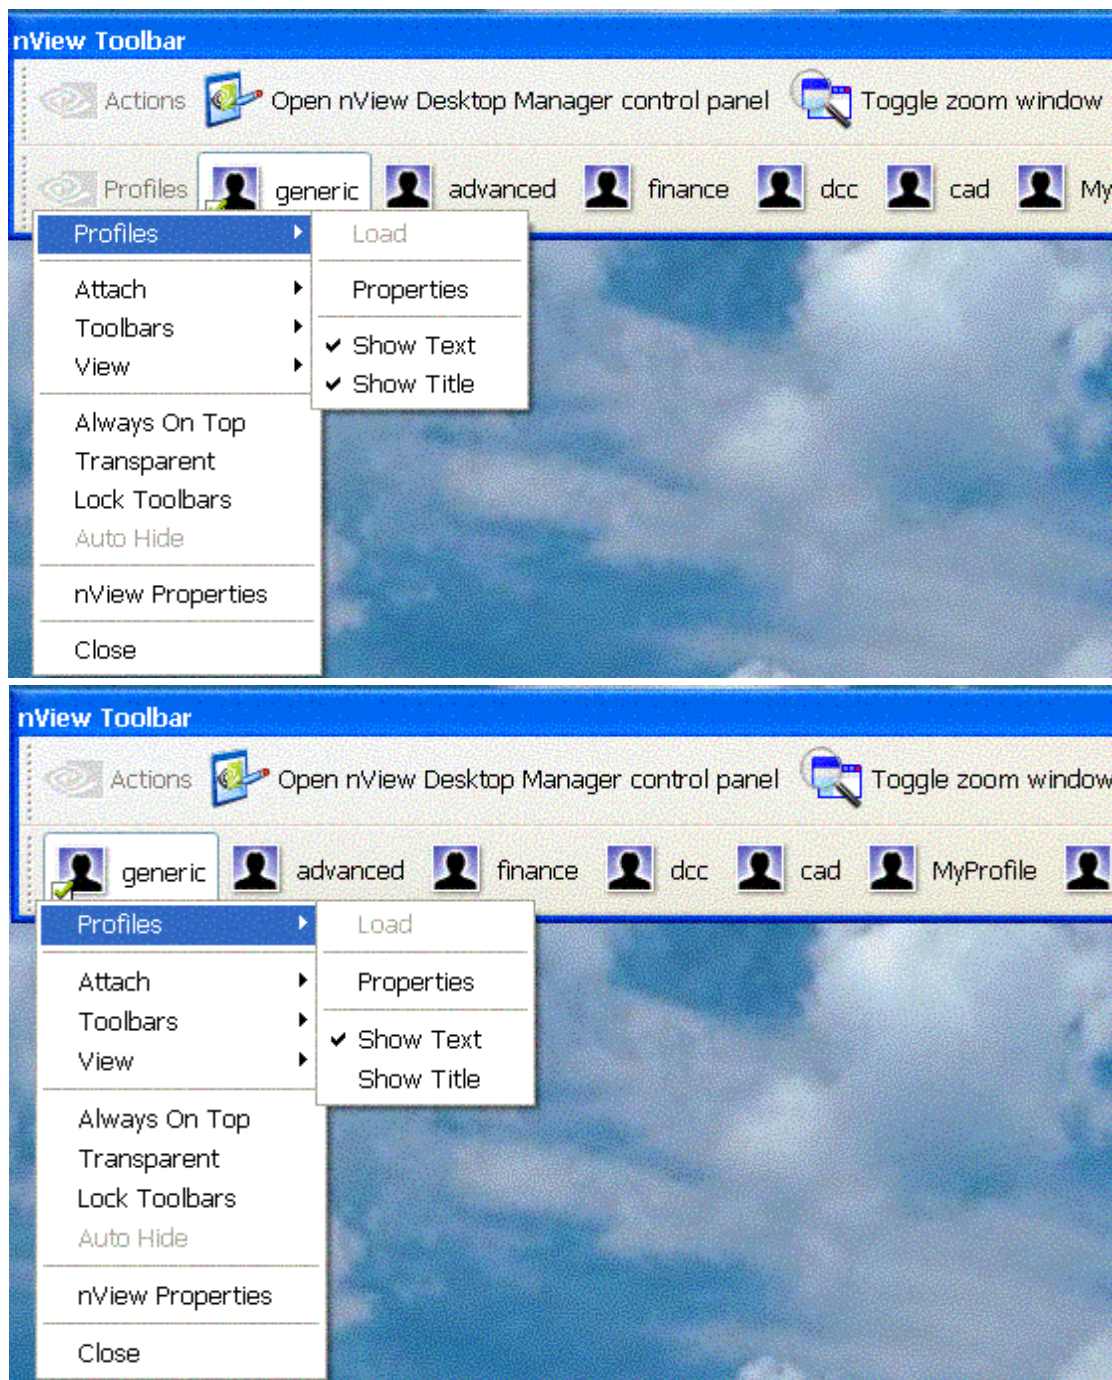 nView Toolbar
Actions Open nView Desktop Manager control panel Toggle zoom window
Profiles generic advanced finance dcc cad My
Profiles Load
Attach Properties
Toolbars Show Text
View Show Title
Always On Top
Transparent
Lock Toolbars
Auto Hide
nView Properties
Close
nView Toolbar
Actions Open nView Desktop Manager control panel Toggle zoom window
generic advanced finance dcc cad MyProfile
Profiles Load
Attach Properties
Toolbars Show Text
View Show Title
Always On Top
Transparent
Lock Toolbars
Auto Hide
nView Properties
Close